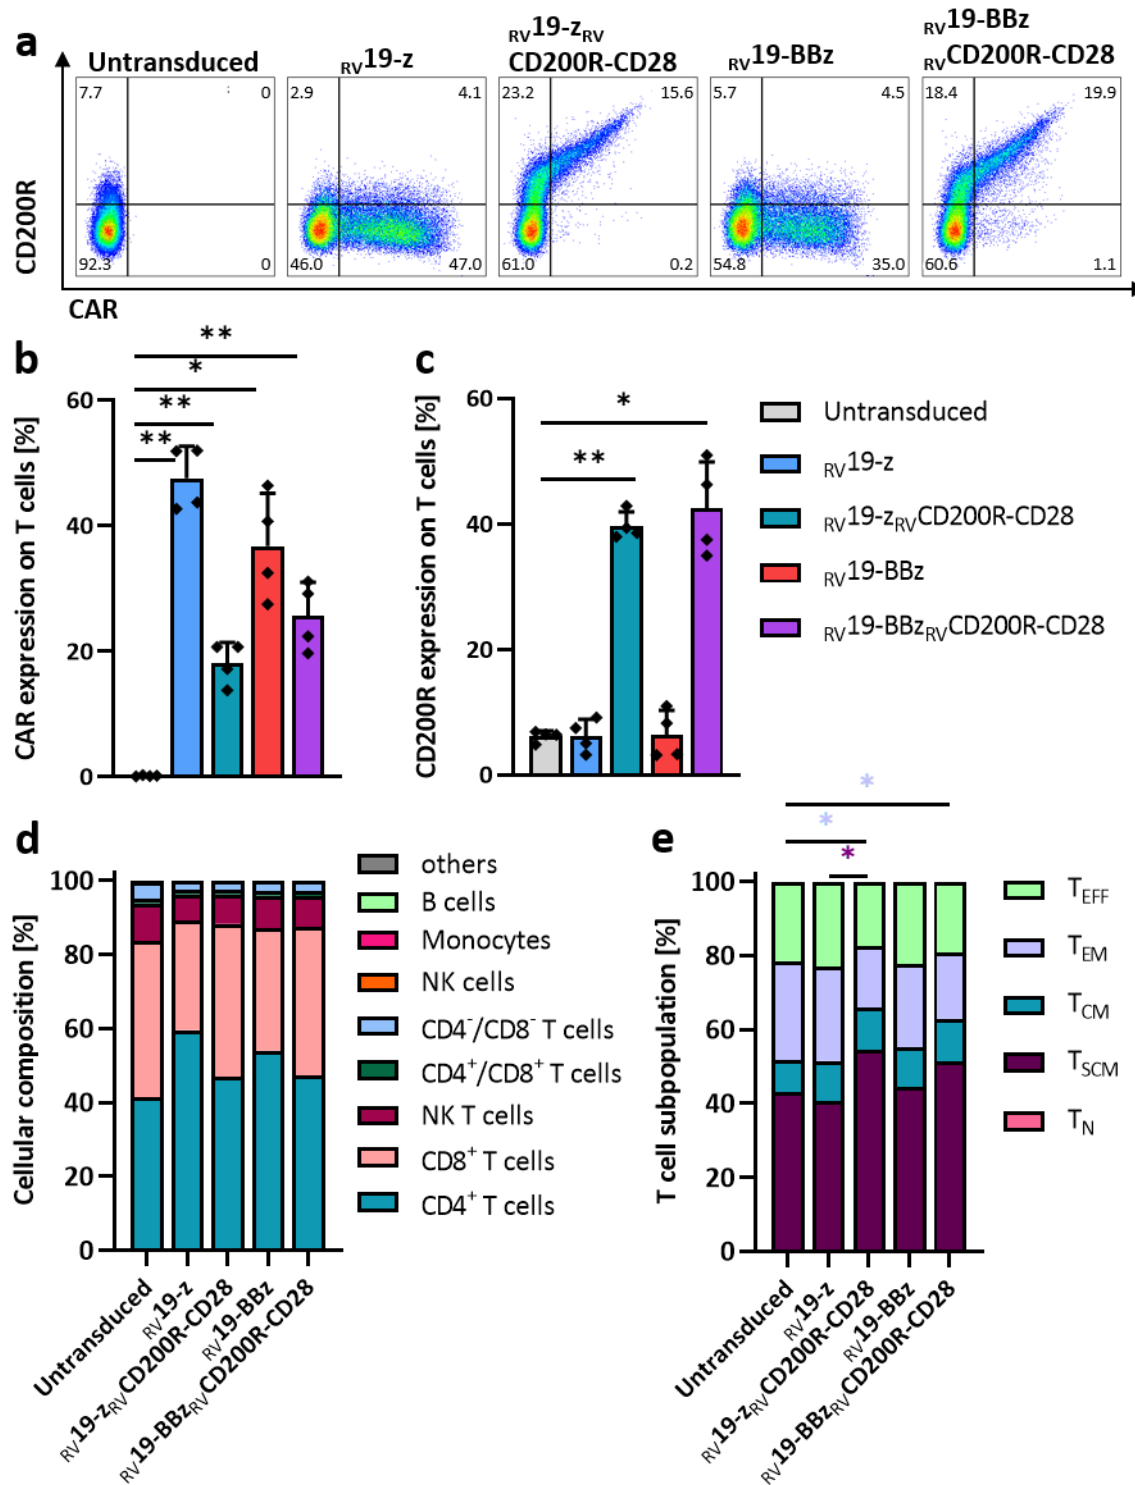 a
Untransduced
RV19-z
RV19-zRV
CD200R-CD28
RV19-BBz
RV19-BBz
RVCD200R-CD28
7.7 0
92.3 0
2.9 4.1
46.0 47.0
23.2 15.6
61.0 0.2
5.7 4.5
54.8 35.0
18.4 19.9
60.6 1.1
CD200R
CAR
b
CAR expression on T cells [%]
60
40
20
0
**
*
**
**
c
CD200R expression on T cells [%]
60
40
20
0
*
**
Untransduced
RV19-z
RV19-zRVCD200R-CD28
RV19-BBz
RV19-BBzRVCD200R-CD28
d
Cellular composition [%]
100
80
60
40
20
0
Untransduced
RV19-z
RV19-zRVCD200R-CD28
RV19-BBz
RV19-BBzRVCD200R-CD28
others
B cells
Monocytes
NK cells
CD4-/CD8- T cells
CD4+/CD8+ T cells
NK T cells
CD8+ T cells
CD4+ T cells
e
T cell subpopulation [%]
100
80
60
40
20
0
*
*
*
Untransduced
RV19-z
RV19-zRVCD200R-CD28
RV19-BBz
RV19-BBzRVCD200R-CD28
TEFF
TEM
TCM
TSCM
TN